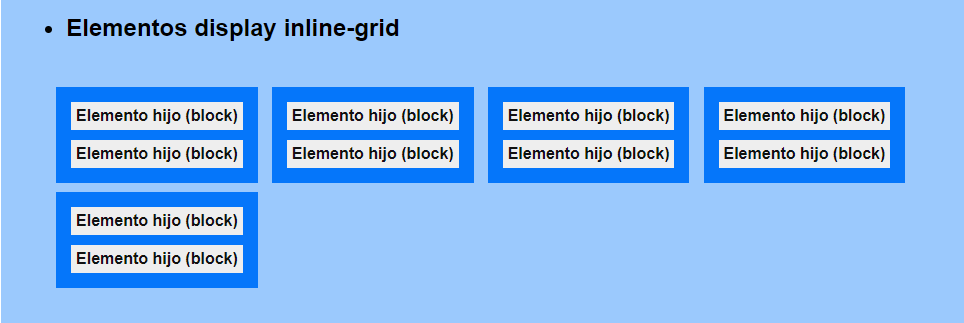 • Elementos display inline-grid
Elemento hijo (block) Elemento hijo (block) Elemento hijo (block) Elemento hijo (block)
Elemento hijo (block) Elemento hijo (block) Elemento hijo (block) Elemento hijo (block)
Elemento hijo (block)
Elemento hijo (block)